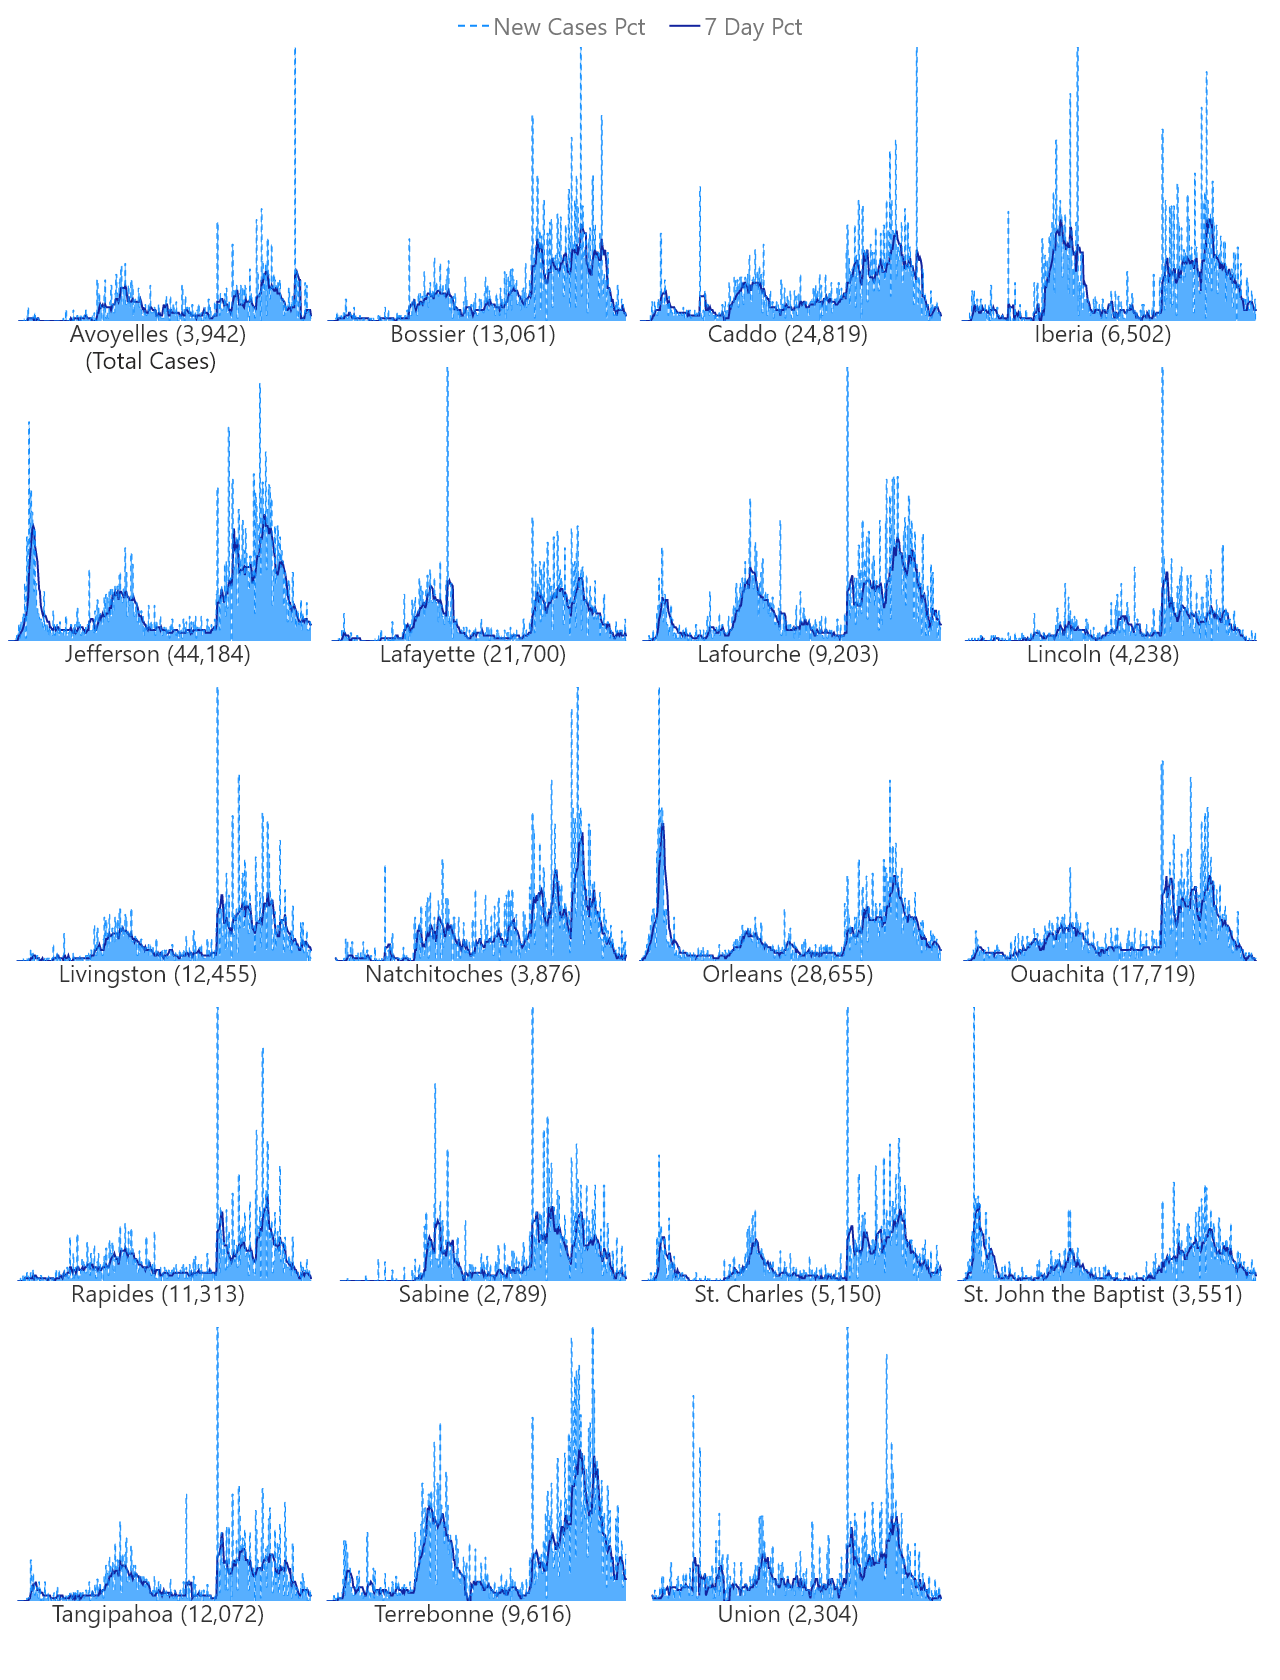 New Cases Pct 7 Day Pct
Avoyelles (3,942) Bossier (13,061) Caddo (24,819) Iberia (6,502)
(Total Cases)
Jefferson (44,184) Lafayette (21,700) Lafourche (9,203) Lincoln (4,238)
Livingston (12,455) Natchitoches (3,876) Orleans (28,655) Ouachita (17,719)
Rapides (11,313) Sabine (2,789) St. Charles (5,150) St. John the Baptist (3,551)
Tangipahoa (12,072) Terrebonne (9,616) Union (2,304)